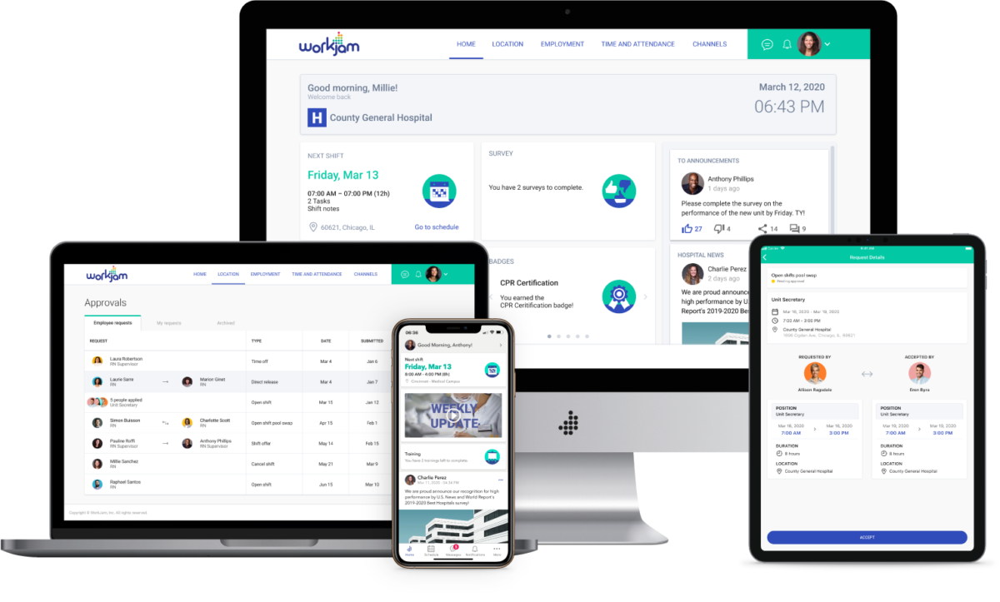 workjam
HOME
LOCATION
EMPLOYMENT
TIME AND ATTENDANCE
CHANNELS
Good morning, Millie!
Welcome back
H County General Hospital
March 12, 2020
06:43 PM
NEXT SHIFT
Friday, Mar 13
07:00 AM – 07:00 PM (12h)
2 Tasks
Shift notes
60621, Chicago, IL
Go to schedule
SURVEY
You have 2 surveys to complete.
TO ANNOUNCEMENTS
Anthony Phillips
1 days ago
Please complete the survey on the
performance of the new unit by Friday. TY!
27
4
14
9
BADGES
CPR Certification
You earned the
CPR Ceritification badge!
HOSPITAL NEWS
Charlie Perez
2 days ago
We are proud announce
high performance by U.
Report's 2019-2020 Bes
workjam
HOME
LOCATION
EMPLOYMENT
TIME AND ATTENDANCE
CHANNELS
Approvals
Employee requests
My requests
Archived
REQUEST
TYPE
DATE
SUBMITTED
Laura Robertson
RN Supervisor
Time off
Mar 4
Jan 6
Laurie Sarre
RN
Marion Ginet
RN
Direct release
Mar 4
Jan 7
5 people applied
Unit Secretary
Open shift
Mar 15
Jan 12
Simon Buisson
RN
Charlotte Scott
RN
Open shift pool swap
Apr 15
Feb 1
Pauline Roffi
RN Supervisor
Anthony Phillips
RN Supervisor
Shift offer
May 14
Feb 15
Millie Sanchez
RN
Cancel shift
May 21
Mar 9
Raphael Santos
RN
Open shift
Jun 15
Mar 10
Copyright © WorkJam, Inc. All rights reserved.
06:36
Good Morning, Anthony!
Next shift
Friday, Mar 13
8:00 AM - 4:00 PM (8h)
Cincinnati - Medical Campus
WEEKLY
UPDATE
Training
You have 2 trainings left to complete.
Charlie Perez
Mar 11, 2020 - 04:34 PM
We are proud announce our recognition for high
performance by U.S. News and World Report's
2019-2020 Best Hospitals survey!
Home
Schedule
Messages
Notifications
More
Carrier
9:41 AM
Request Details
Open shifts pool swap
Need my approval
Unit Secretary
Mar 16, 2020 - Mar 19, 2020
7:00 AM - 3:00 PM
County General Hospital
REQUESTED BY
Allison Ragsdale
ACCEPTED BY
Eron Byra
POSITION
Unit Secretary
Mar 16, 2020
7:00 AM
Mar 16, 2020
3:00 PM
DURATION
8 hours
LOCATION
County General Hospital
POSITION
Unit Secretary
Mar 19, 2020
7:00 AM
Mar 19, 2020
3:00 PM
DURATION
8 hours
LOCATION
County General Hospital
ACCEPT